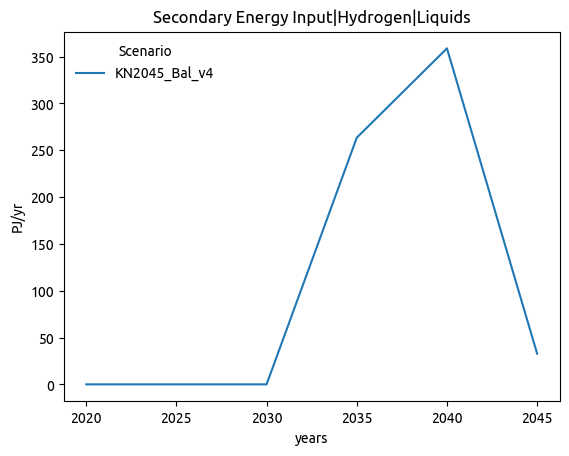 Secondary Energy Input|Hydrogen|Liquids
Scenario
KN2045_Bal_v4
PJ/yr
350
300
250
200
150
100
50
0
2020 2025 2030 2035 2040 2045
years